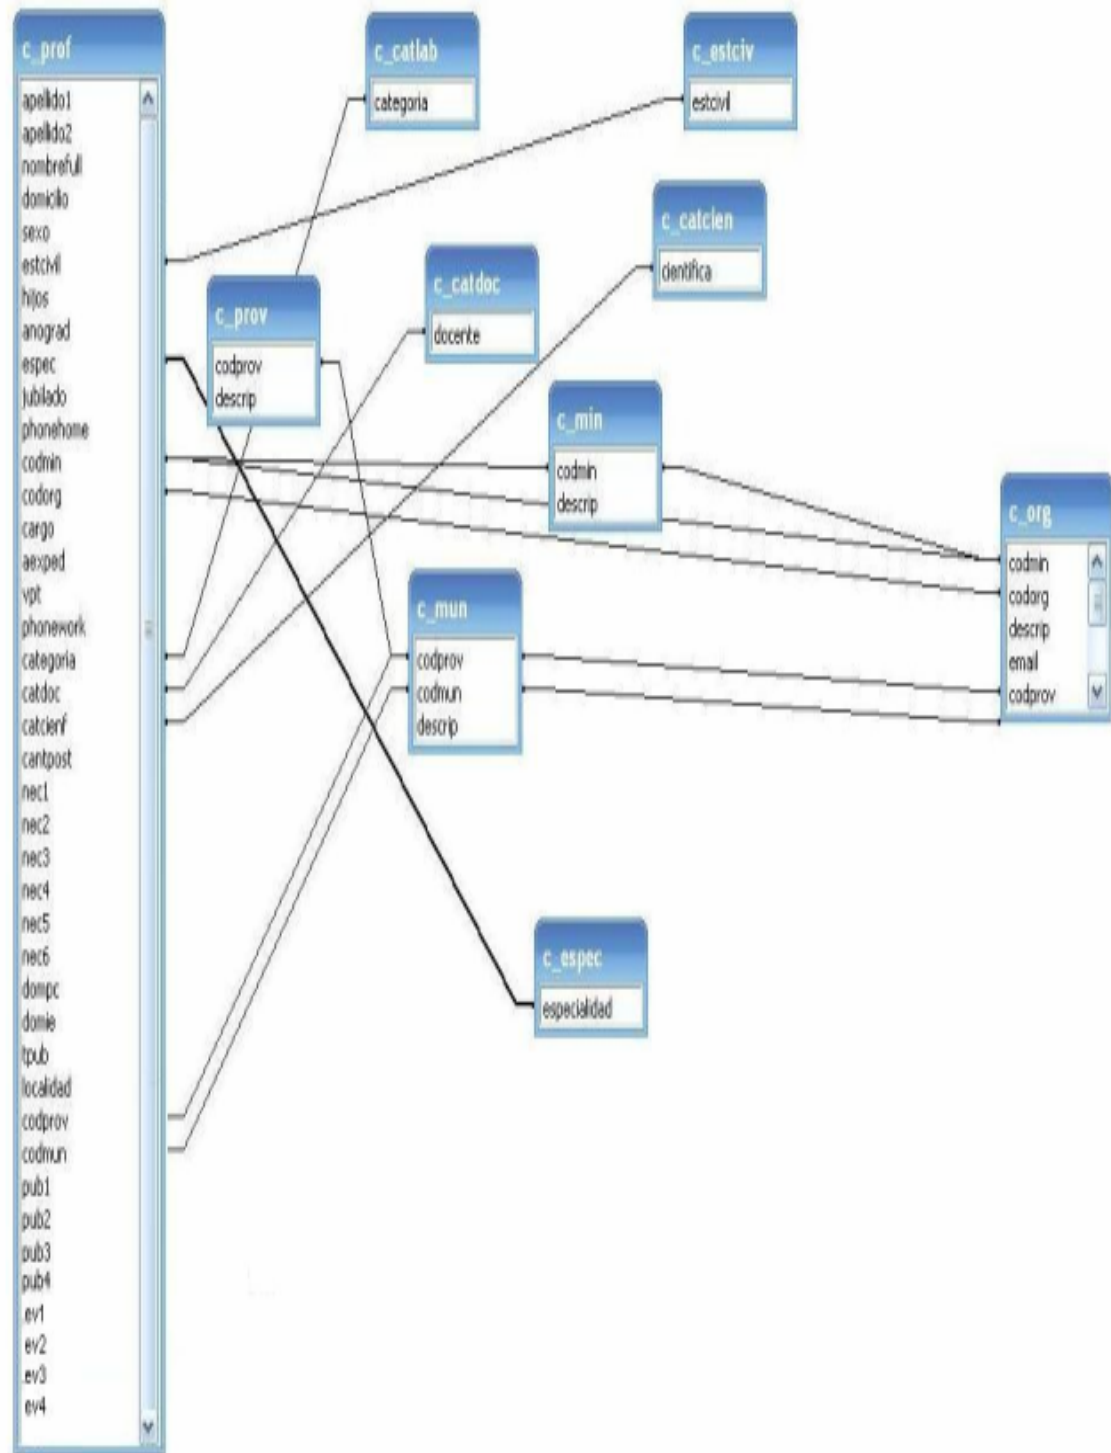 c_prof
apellido1
apellido2
nombrefull
domicilio
sexo
estcivil
hijos
anograd
espec
jubilado
phonehome
codmin
codorg
cargo
aexped
vpt
phonework
categoria
catdoc
catcienf
cantpost
nec1
nec2
nec3
nec4
nec5
nec6
dompc
domie
tpub
localidad
codprov
codmun
pub1
pub2
pub3
pub4
ev1
ev2
ev3
ev4
c_catlab
categoria
c_estciv
estcivil
c_catcien
cientifica
c_catdoc
docente
c_prov
codprov
descrip
c_min
codmin
descrip
c_org
codmin
codorg
descrip
email
codprov
c_mun
codprov
codmun
descrip
c_espec
especialidad